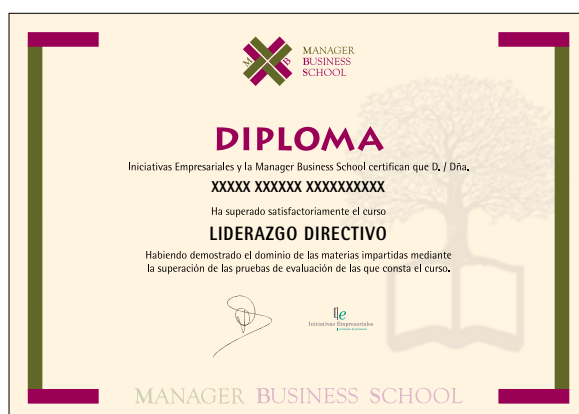 M B
MANAGER
BUSINESS
SCHOOL
DIPLOMA
Iniciativas Empresariales y la Manager Business School certifican que D. / Dña.
XXXXX XXXXXX XXXXXXXXXX
Ha superado satisfactoriamente el curso
LIDERAZGO DIRECTIVO
Habiendo demostrado el dominio de las materias impartidas mediante
la superación de las pruebas de evaluación de las que consta el curso.
Ile
Iniciativas Empresariales
MANAGER BUSINESS SCHOOL